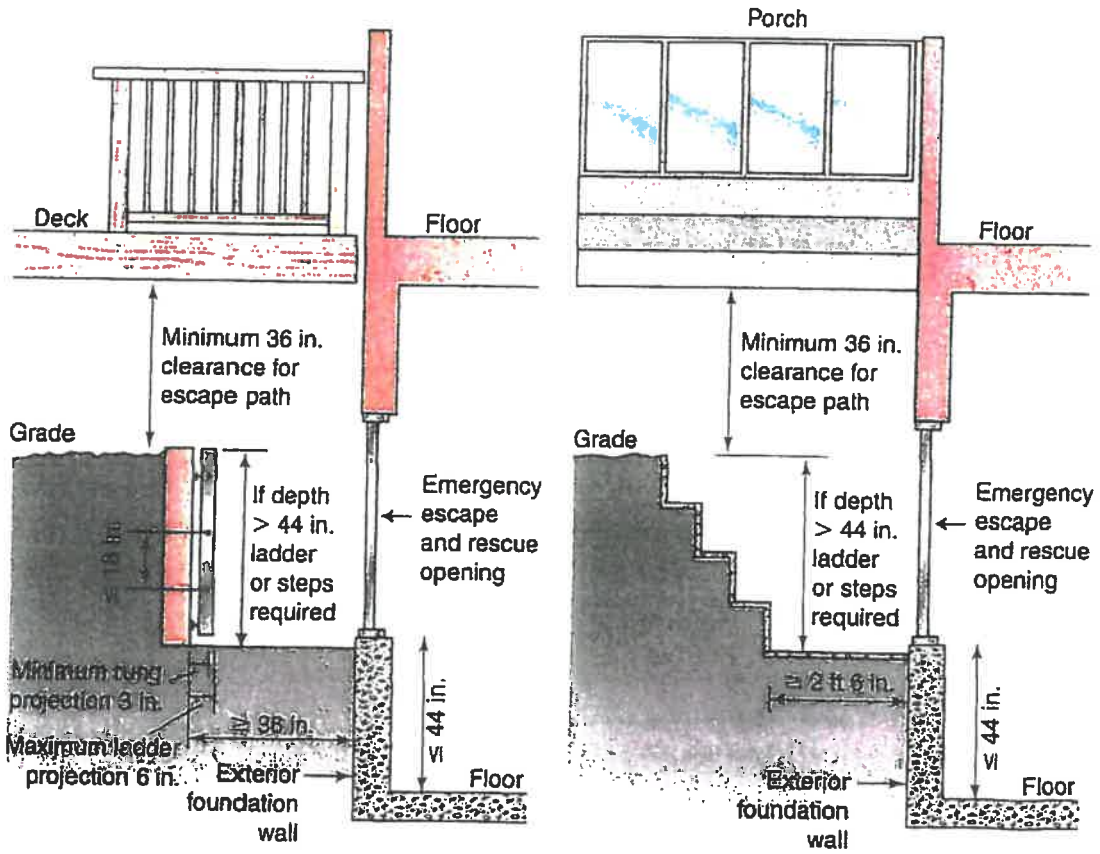 Porch
Deck
Floor
Floor
Minimum 36 in.
clearance for
escape path
Minimum 36 in.
clearance for
escape path
Grade
If depth
> 44 in.
ladder
or steps
required
Emergency
escape
and rescue
opening
Grade
If depth
> 44 in.
ladder
or steps
required
Emergency
escape
and rescue
opening
≤ 18 in.
Minimum rung
projection 3 in.
Maximum ladder
projection 6 in.
≥ 36 in.
≤ 44 in.
Exterior
foundation
wall
Floor
≥ 2 ft 6 in.
≤ 44 in.
Exterior
foundation
wall
Floor